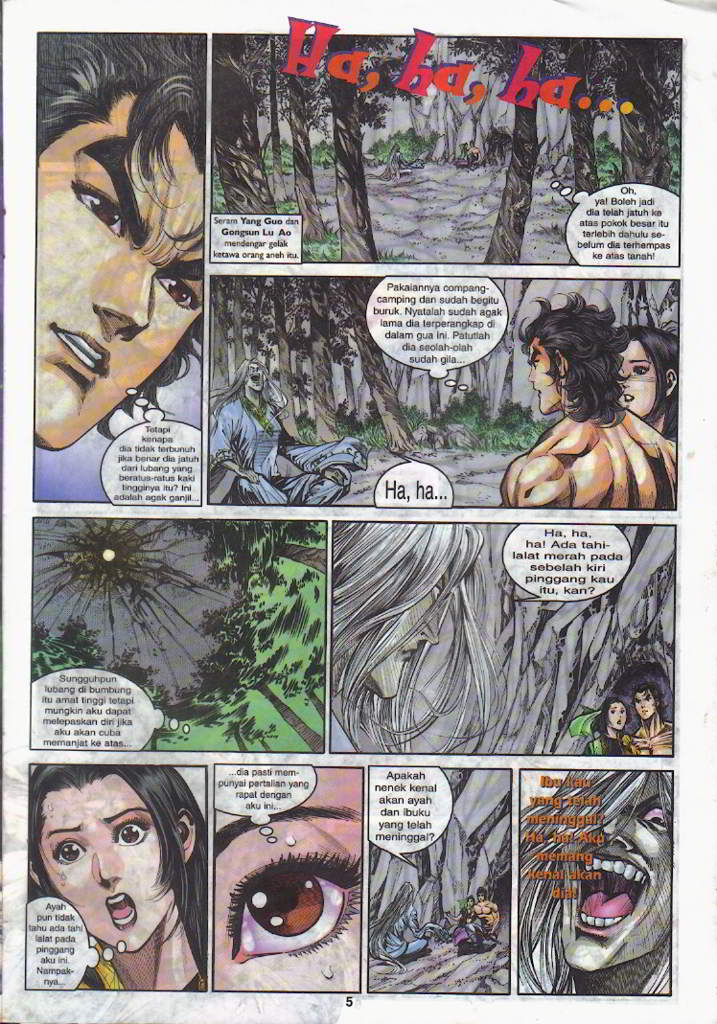 Ha, ha, ha...
Seram Yang Guo dan
Gongsun Lu Ao
mendengar gelak
ketawa orang aneh itu.
Oh,
ya! Boleh jadi
dia telah jatuh ke
atas pokok besar itu
terlebih dahulu se-
belum dia terhempas
ke atas tanah!
Tetapi
kenapa
dia tidak terbunuh
jika benar dia jatuh
dari lubang yang
beratus-ratus kaki
tingginya itu? Ini
adalah agak ganjil...
Pakaiannya compang-
camping dan sudah begitu
buruk. Nyatalah sudah agak
lama dia terperangkap di
dalam gua ini. Patutlah
dia seolah-olah
sudah gila...
Ha, ha...
Sungguhpun
lubang di bumbung
itu amat tinggi tetapi
mungkin aku dapat
melepaskan diri jika
aku akan cuba
memanjat ke atas...
Ha, ha,
ha! Ada tahi-
lalat merah pada
sebelah kiri
pinggang kau
itu, kan?
Ayah
pun tidak
tahu ada tahi
lalat pada
pinggang
aku ini.
Nampak-
nya...
...dia pasti mem-
punyai pertalian yang
rapat dengan
aku ini...
Apakah
nenek kenal
akan ayah
dan ibuku
yang telah
meninggal?
Ibu kau
yang telah
meninggal?
Ha, ha! Aku
memang
kenal akan
dia!
5